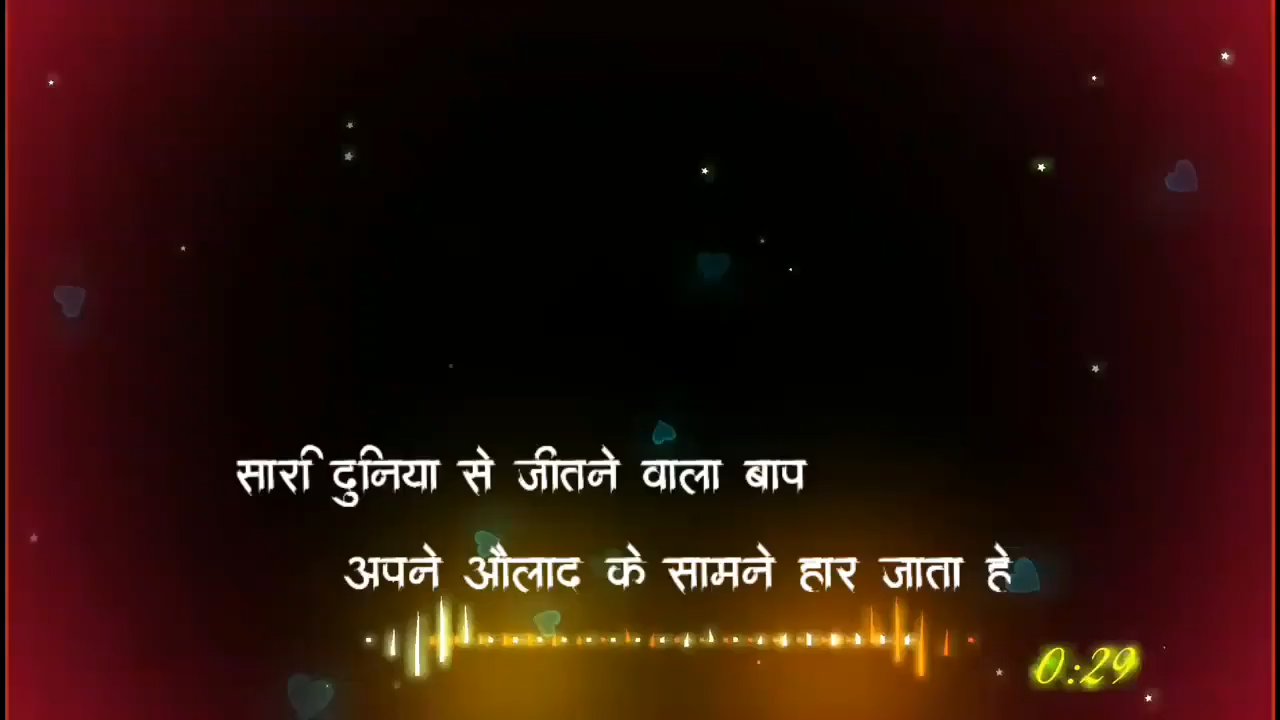 सारी दुनिया से जीतने वाला बाप
अपने औलाद के सामने हार जाता हे
0:29